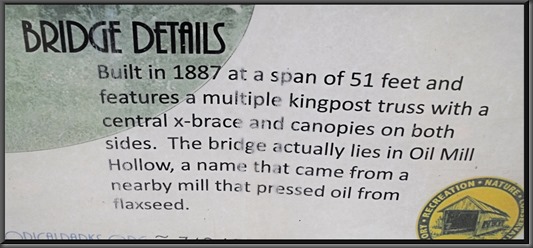 BRIDGE DETAILS
Built in 1887 at a span of 51 feet and
features a multiple kingpost truss with a
central x-brace and canopies on both
sides. The bridge actually lies in Oil Mill
Hollow, a name that came from a
nearby mill that pressed oil from
flaxseed.
RECREATION • NATURE